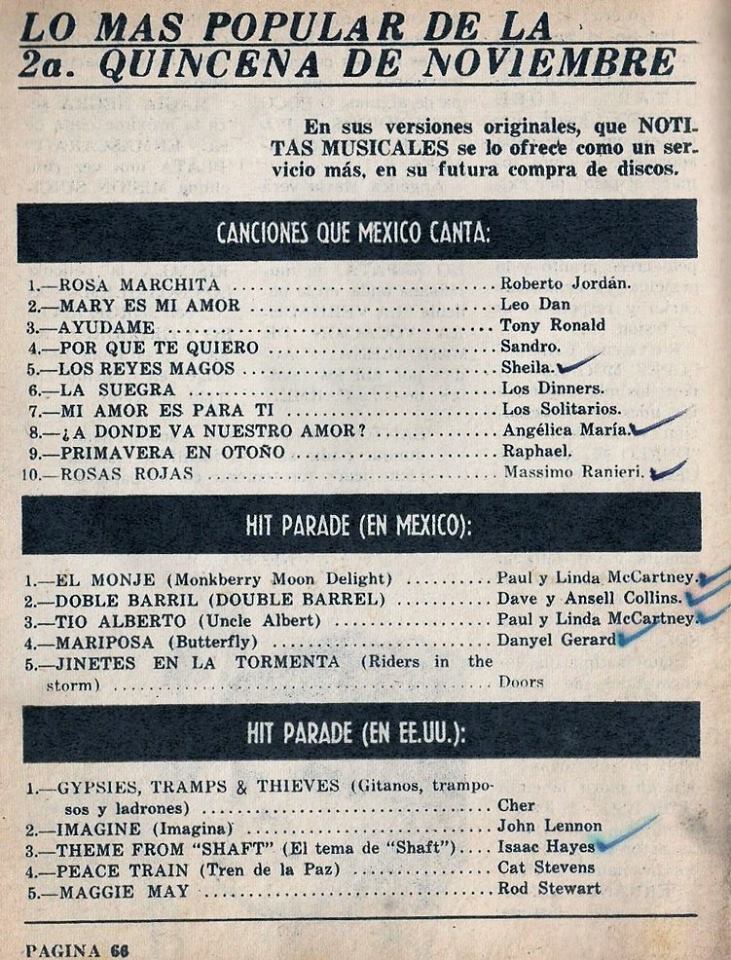 LO MAS POPULAR DE LA
2a. QUINCENA DE NOVIEMBRE
En sus versiones originales, que NOTI-
TAS MUSICALES se lo ofrece como un ser-
vicio más, en su futura compra de discos.
CANCIONES QUE MEXICO CANTA:
1.—ROSA MARCHITA .......................... Roberto Jordán.
2.—MARY ES MI AMOR ........................ Leo Dan
3.—AYUDAME ................................ Tony Ronald
4.—POR QUE TE QUIERO ...................... Sandro.
5.—LOS REYES MAGOS ........................ Sheila.
6.—LA SUEGRA .............................. Los Dinners.
7.—MI AMOR ES PARA TI ..................... Los Solitarios.
8.—¿A DONDE VA NUESTRO AMOR? ............ Angélica María.
9.—PRIMAVERA EN OTOÑO .................... Raphael.
10.—ROSAS ROJAS ............................ Massimo Ranieri.
HIT PARADE (EN MEXICO):
1.—EL MONJE (Monkberry Moon Delight) .......... Paul y Linda McCartney.
2.—DOBLE BARRIL (DOUBLE BARREL) ........... Dave y Ansell Collins.
3.—TIO ALBERTO (Uncle Albert) ................. Paul y Linda McCartney.
4.—MARIPOSA (Butterfly) ....................... Danyel Gerard
5.—JINETES EN LA TORMENTA (Riders in the
storm) ........................................ Doors
HIT PARADE (EN EE.UU.):
1.—GYPSIES, TRAMPS & THIEVES (Gitanos, trampo-
sos y ladrones) ............................... Cher
2.—IMAGINE (Imagina) .......................... John Lennon
3.—THEME FROM "SHAFT" (El tema de "Shaft").... Isaac Hayes
4.—PEACE TRAIN (Tren de la Paz) ................ Cat Stevens
5.—MAGGIE MAY ................................ Rod Stewart
PAGINA 66